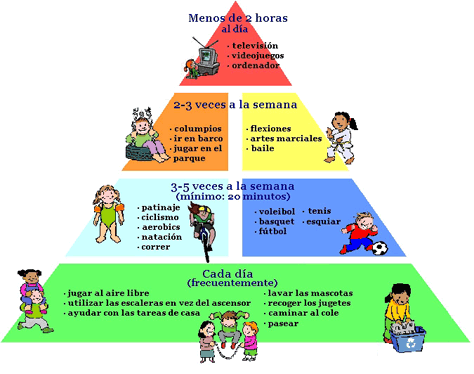 Menos de 2 horas
al día
· televisión
· videojuegos
· ordenador
2-3 veces a la semana
· columpios
· ir en barco
· jugar en el
parque
· flexiones
· artes marciales
· baile
3-5 veces a la semana
(mínimo: 20 minutos)
· patinaje
· ciclismo
· aerobics
· natación
· correr
· voleibol
· basquet
· fútbol
· tenis
· esquiar
Cada día
(frecuentemente)
· jugar al aire libre
· utilizar las escaleras en vez del ascensor
· ayudar con las tareas de casa
· lavar las mascotas
· recoger los jugetes
· caminar al cole
· pasear